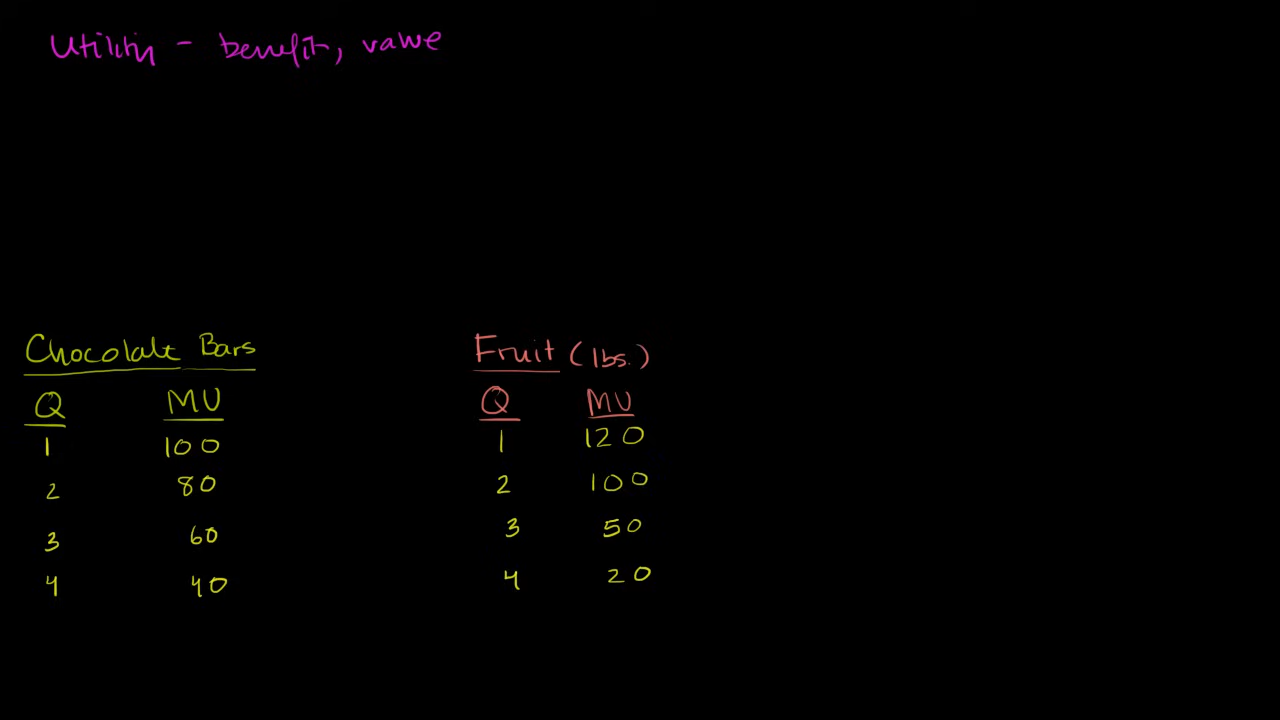 Utility - benefit, value
Chocolate Bars
Q MU
1 100
2 80
3 60
4 40
Fruit (lbs.)
Q MU
1 120
2 100
3 50
4 20